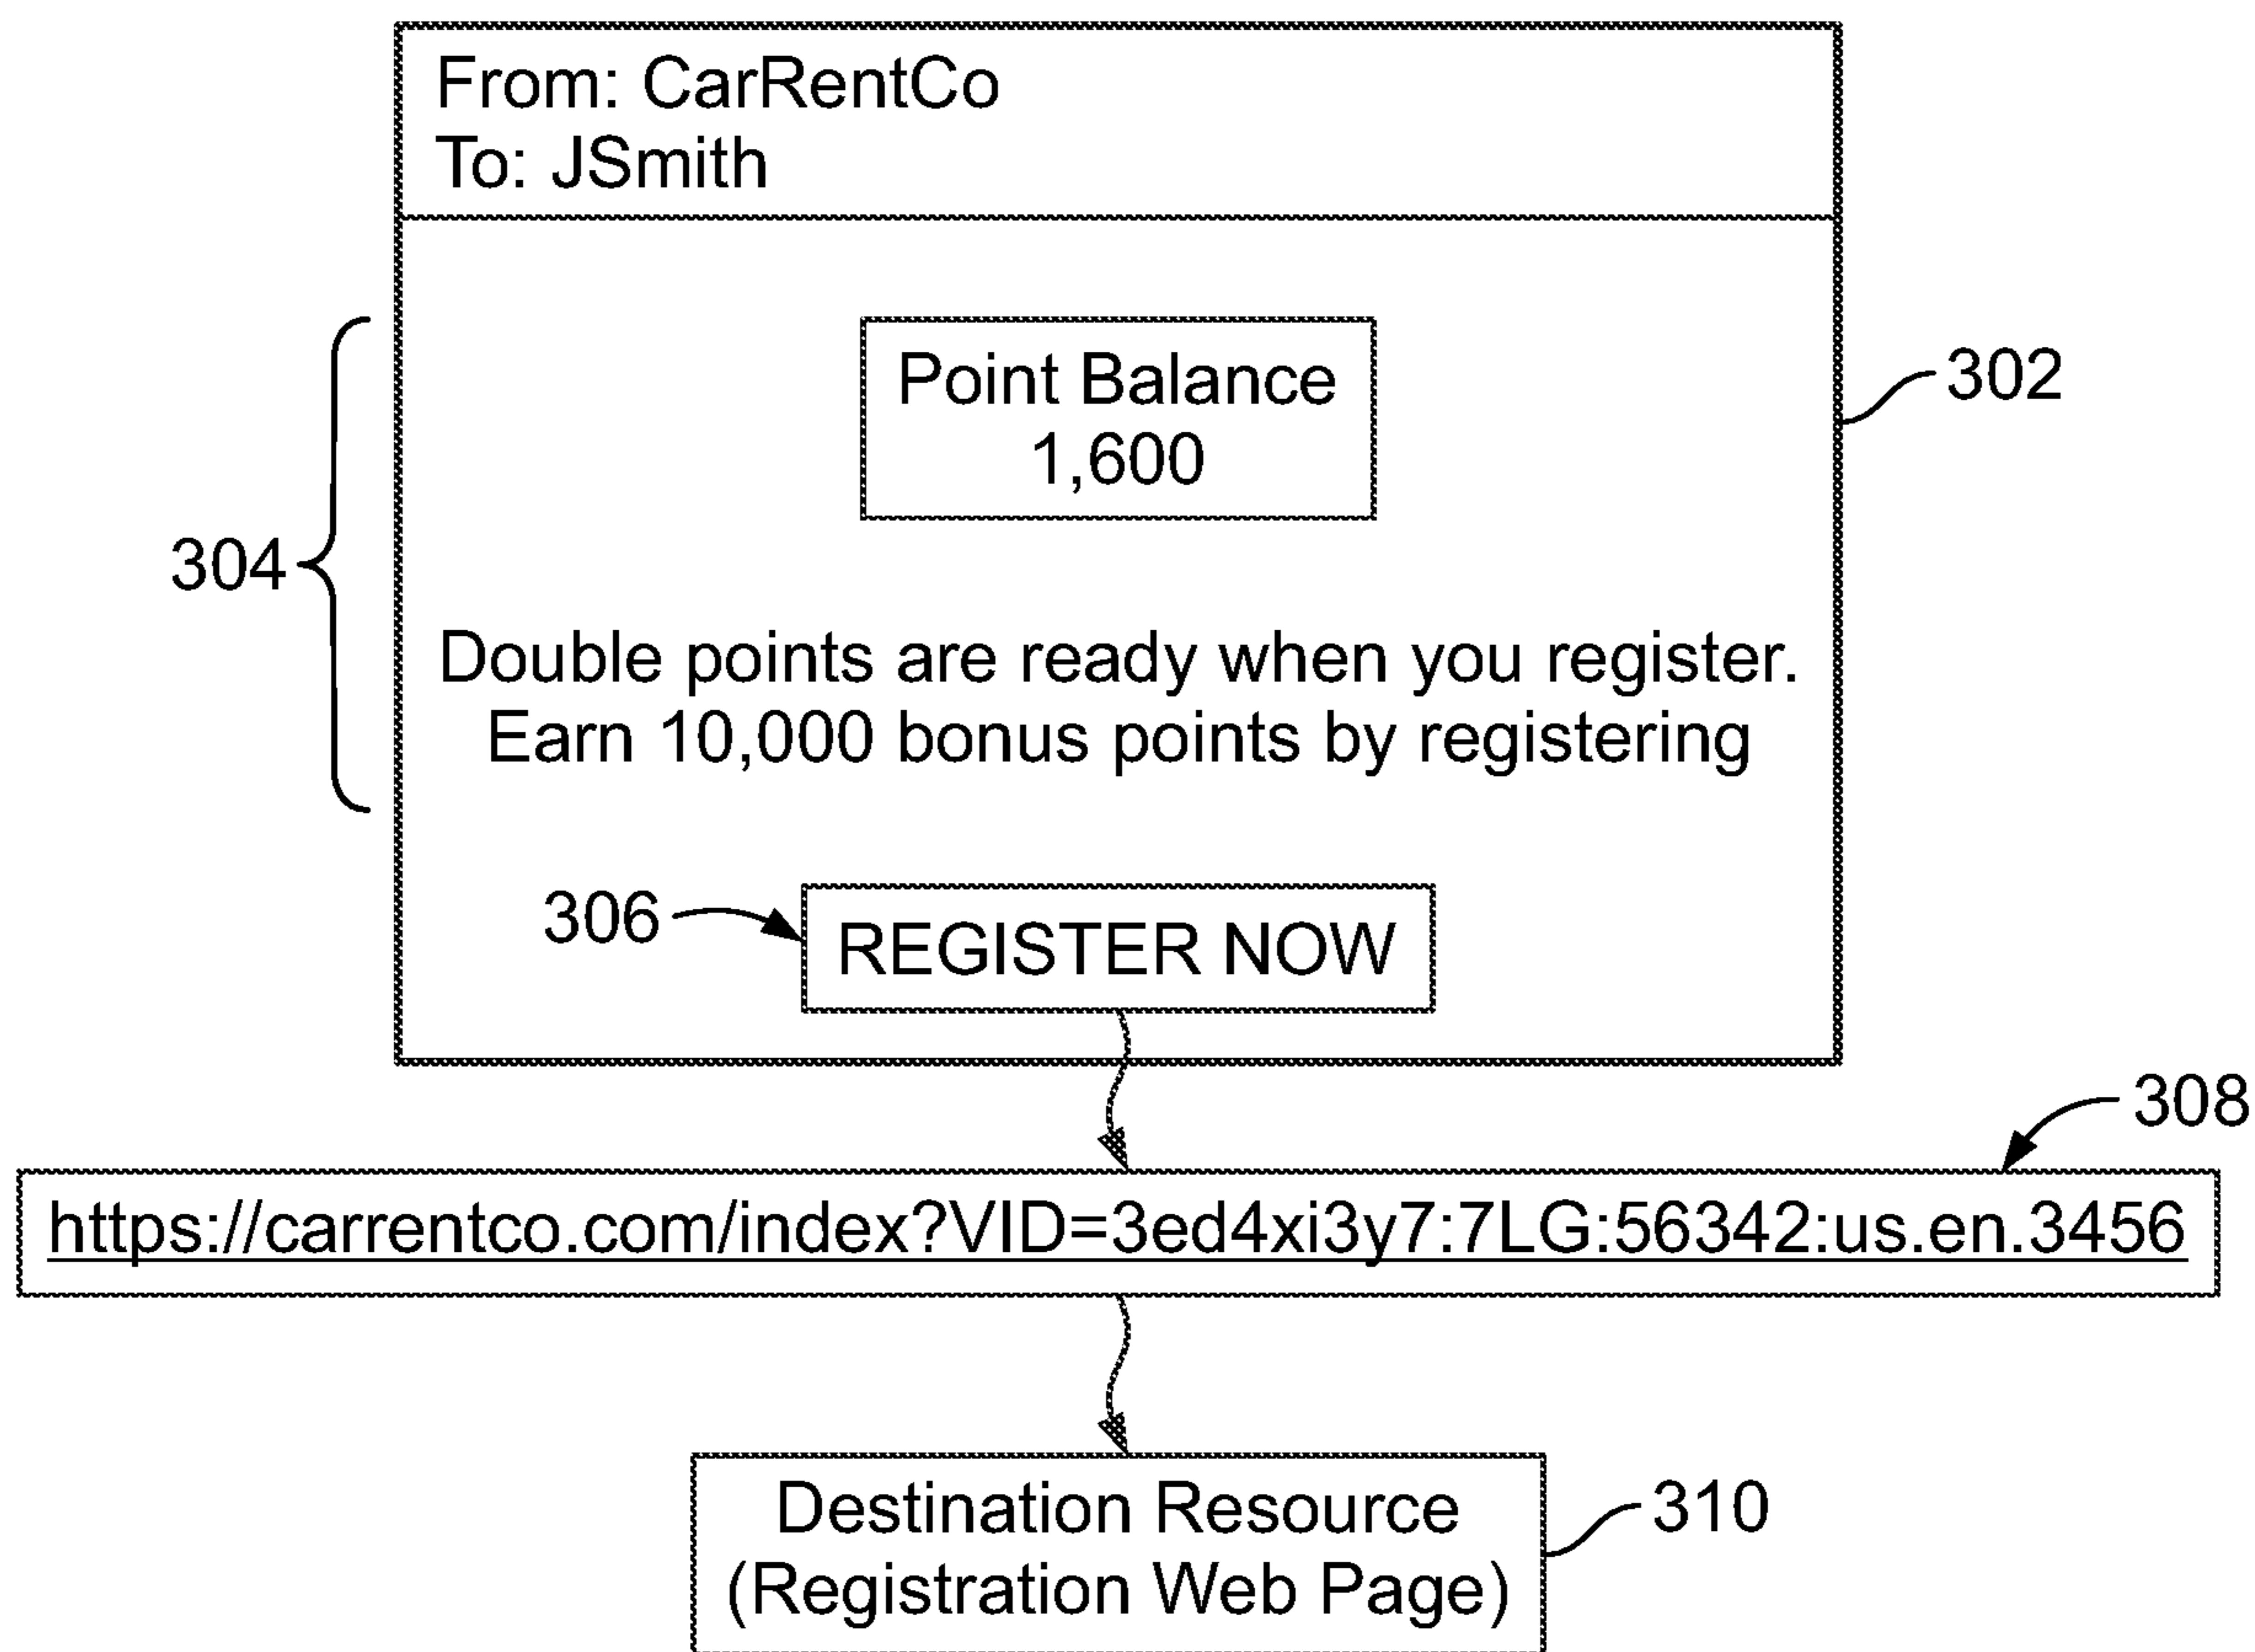 From: CarRentCo
To: JSmith
Point Balance
1,600
302
304
Double points are ready when you register.
Earn 10,000 bonus points by registering
306
REGISTER NOW
308
https://carrentco.com/index?VID=3ed4xi3y7:7LG:56342:us.en.3456
Destination Resource
(Registration Web Page)
310